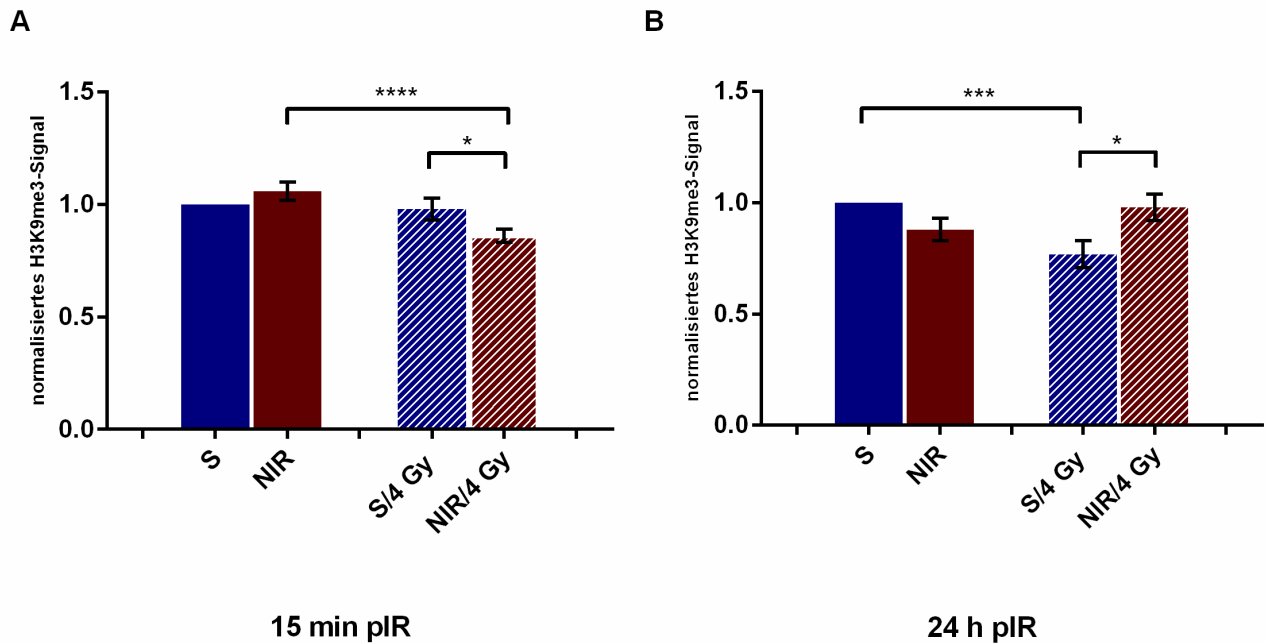 A
normalisiertes H3K9me3-Signal
1.5
1.0
0.5
0.0
****
*
S
NIR
S/4 Gy
NIR/4 Gy
15 min pIR
B
normalisiertes H3K9me3-Signal
1.5
1.0
0.5
0.0
***
*
S
NIR
S/4 Gy
NIR/4 Gy
24 h pIR